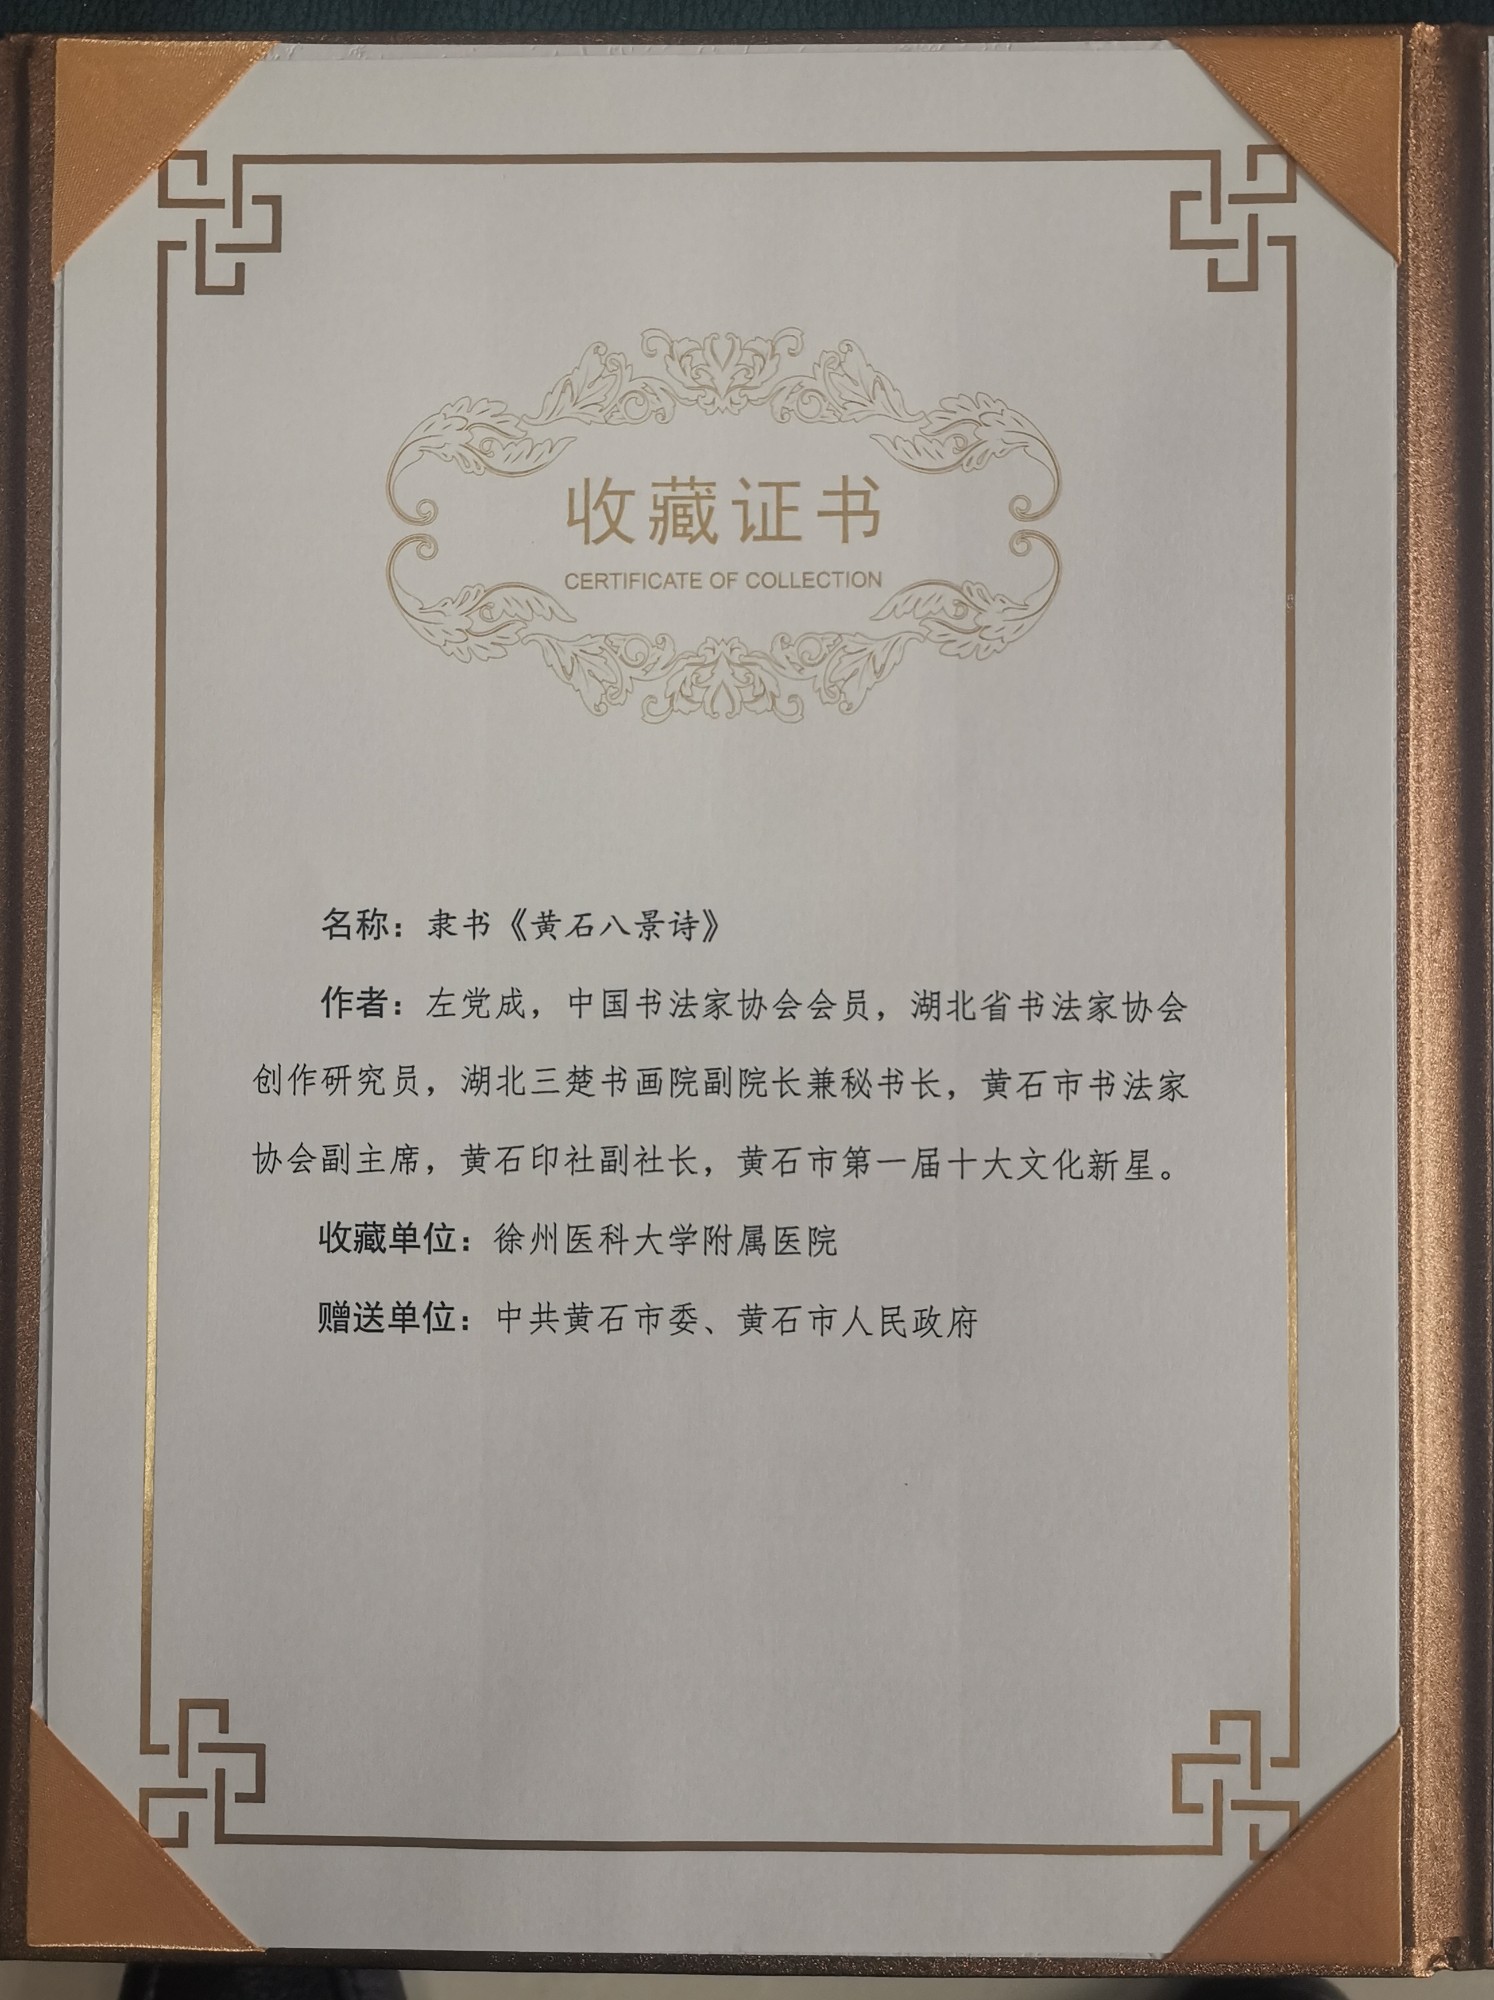 收藏证书
CERTIFICATE OF COLLECTION
名称：隶书《黄石八景诗》
作者：左党成，中国书法家协会会员，湖北省书法家协会
创作研究员，湖北三楚书画院副院长兼秘书长，黄石市书法家
协会副主席，黄石印社副社长，黄石市第一届十大文化新星。
收藏单位：徐州医科大学附属医院
赠送单位：中共黄石市委、黄石市人民政府